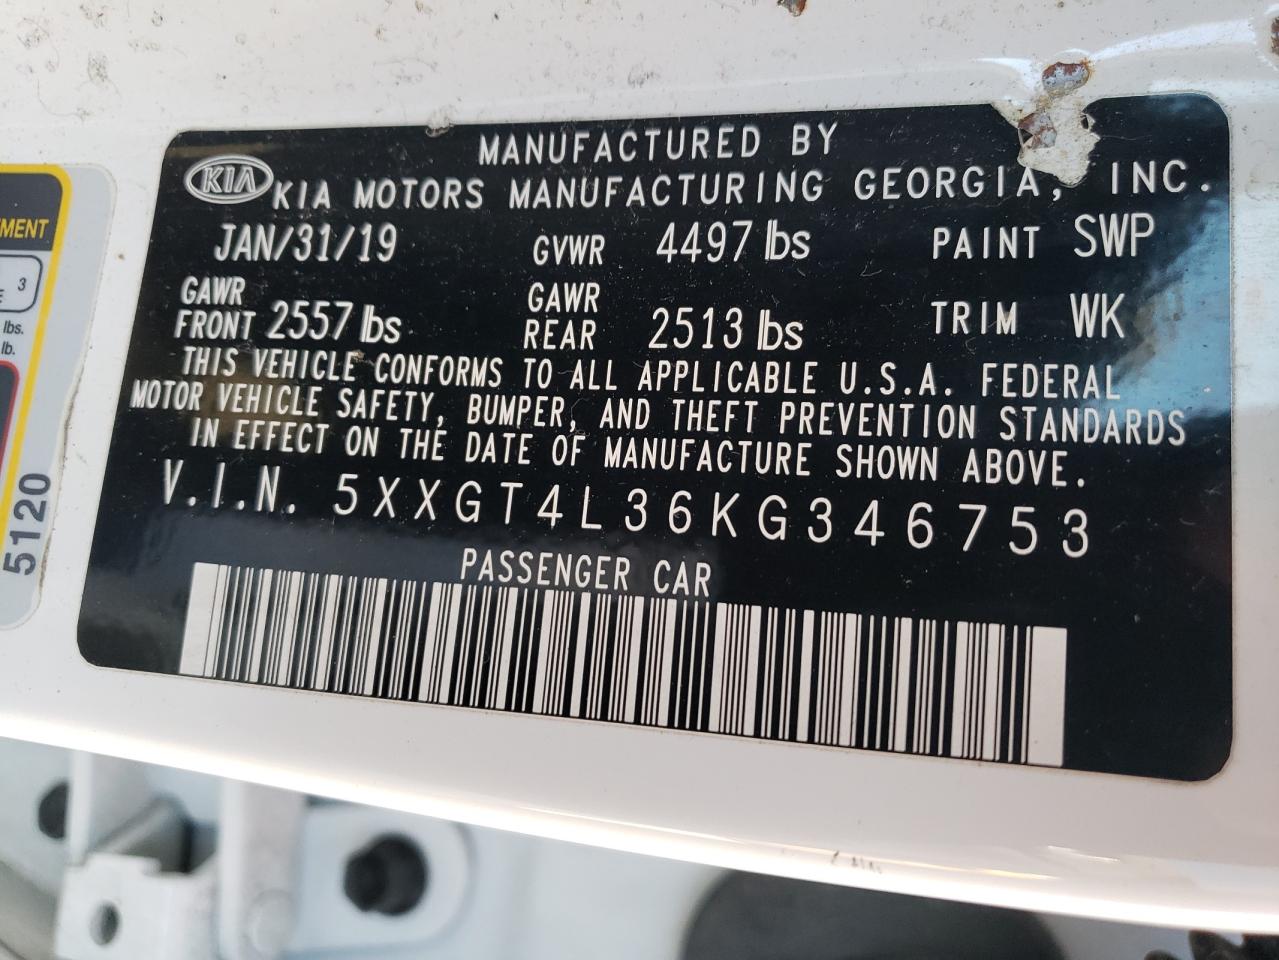 MANUFACTURED BY
KIA KIA MOTORS MANUFACTURING GEORGIA, INC.
JAN/31/19 GVWR 4497 lbs PAINT SWP
GAWR FRONT 2557 lbs GAWR REAR 2513 lbs TRIM WK
THIS VEHICLE CONFORMS TO ALL APPLICABLE U.S.A. FEDERAL
MOTOR VEHICLE SAFETY, BUMPER, AND THEFT PREVENTION STANDARDS
IN EFFECT ON THE DATE OF MANUFACTURE SHOWN ABOVE.
V.I.N. 5XXGT4L36KG346753
PASSENGER CAR
3
lbs.
lb.
5120